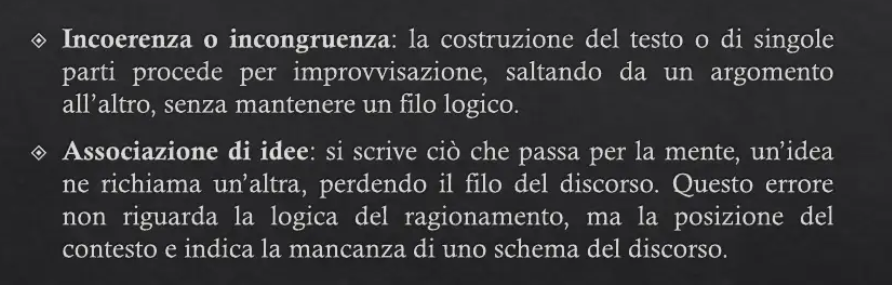 Incoerenza o incongruenza: la costruzione del testo o di singole
parti procede per improvvisazione, saltando da un argomento
all'altro, senza mantenere un filo logico.
Associazione di idee: si scrive ciò che passa per la mente, un'idea
ne richiama un'altra, perdendo il filo del discorso. Questo errore
non riguarda la logica del ragionamento, ma la posizione del
contesto e indica la mancanza di uno schema del discorso.